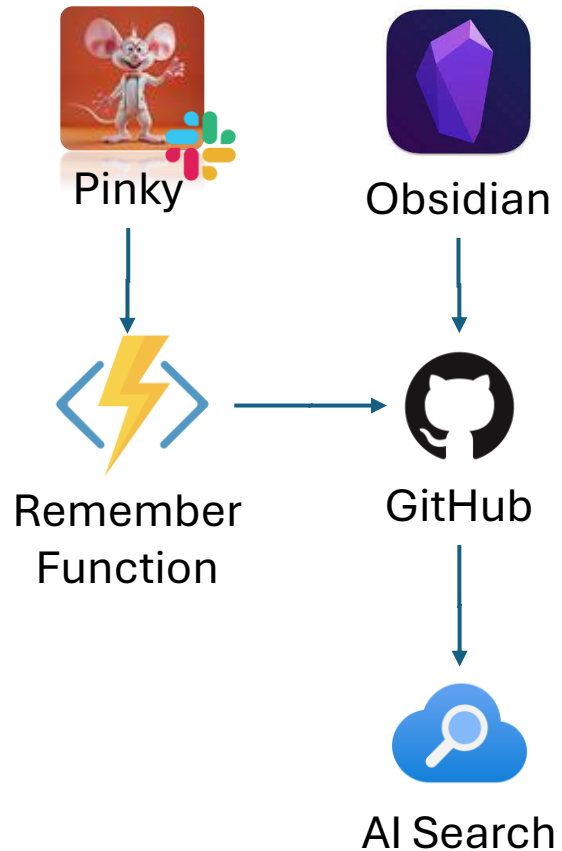 Pinky
Obsidian
Remember
Function
GitHub
AI Search